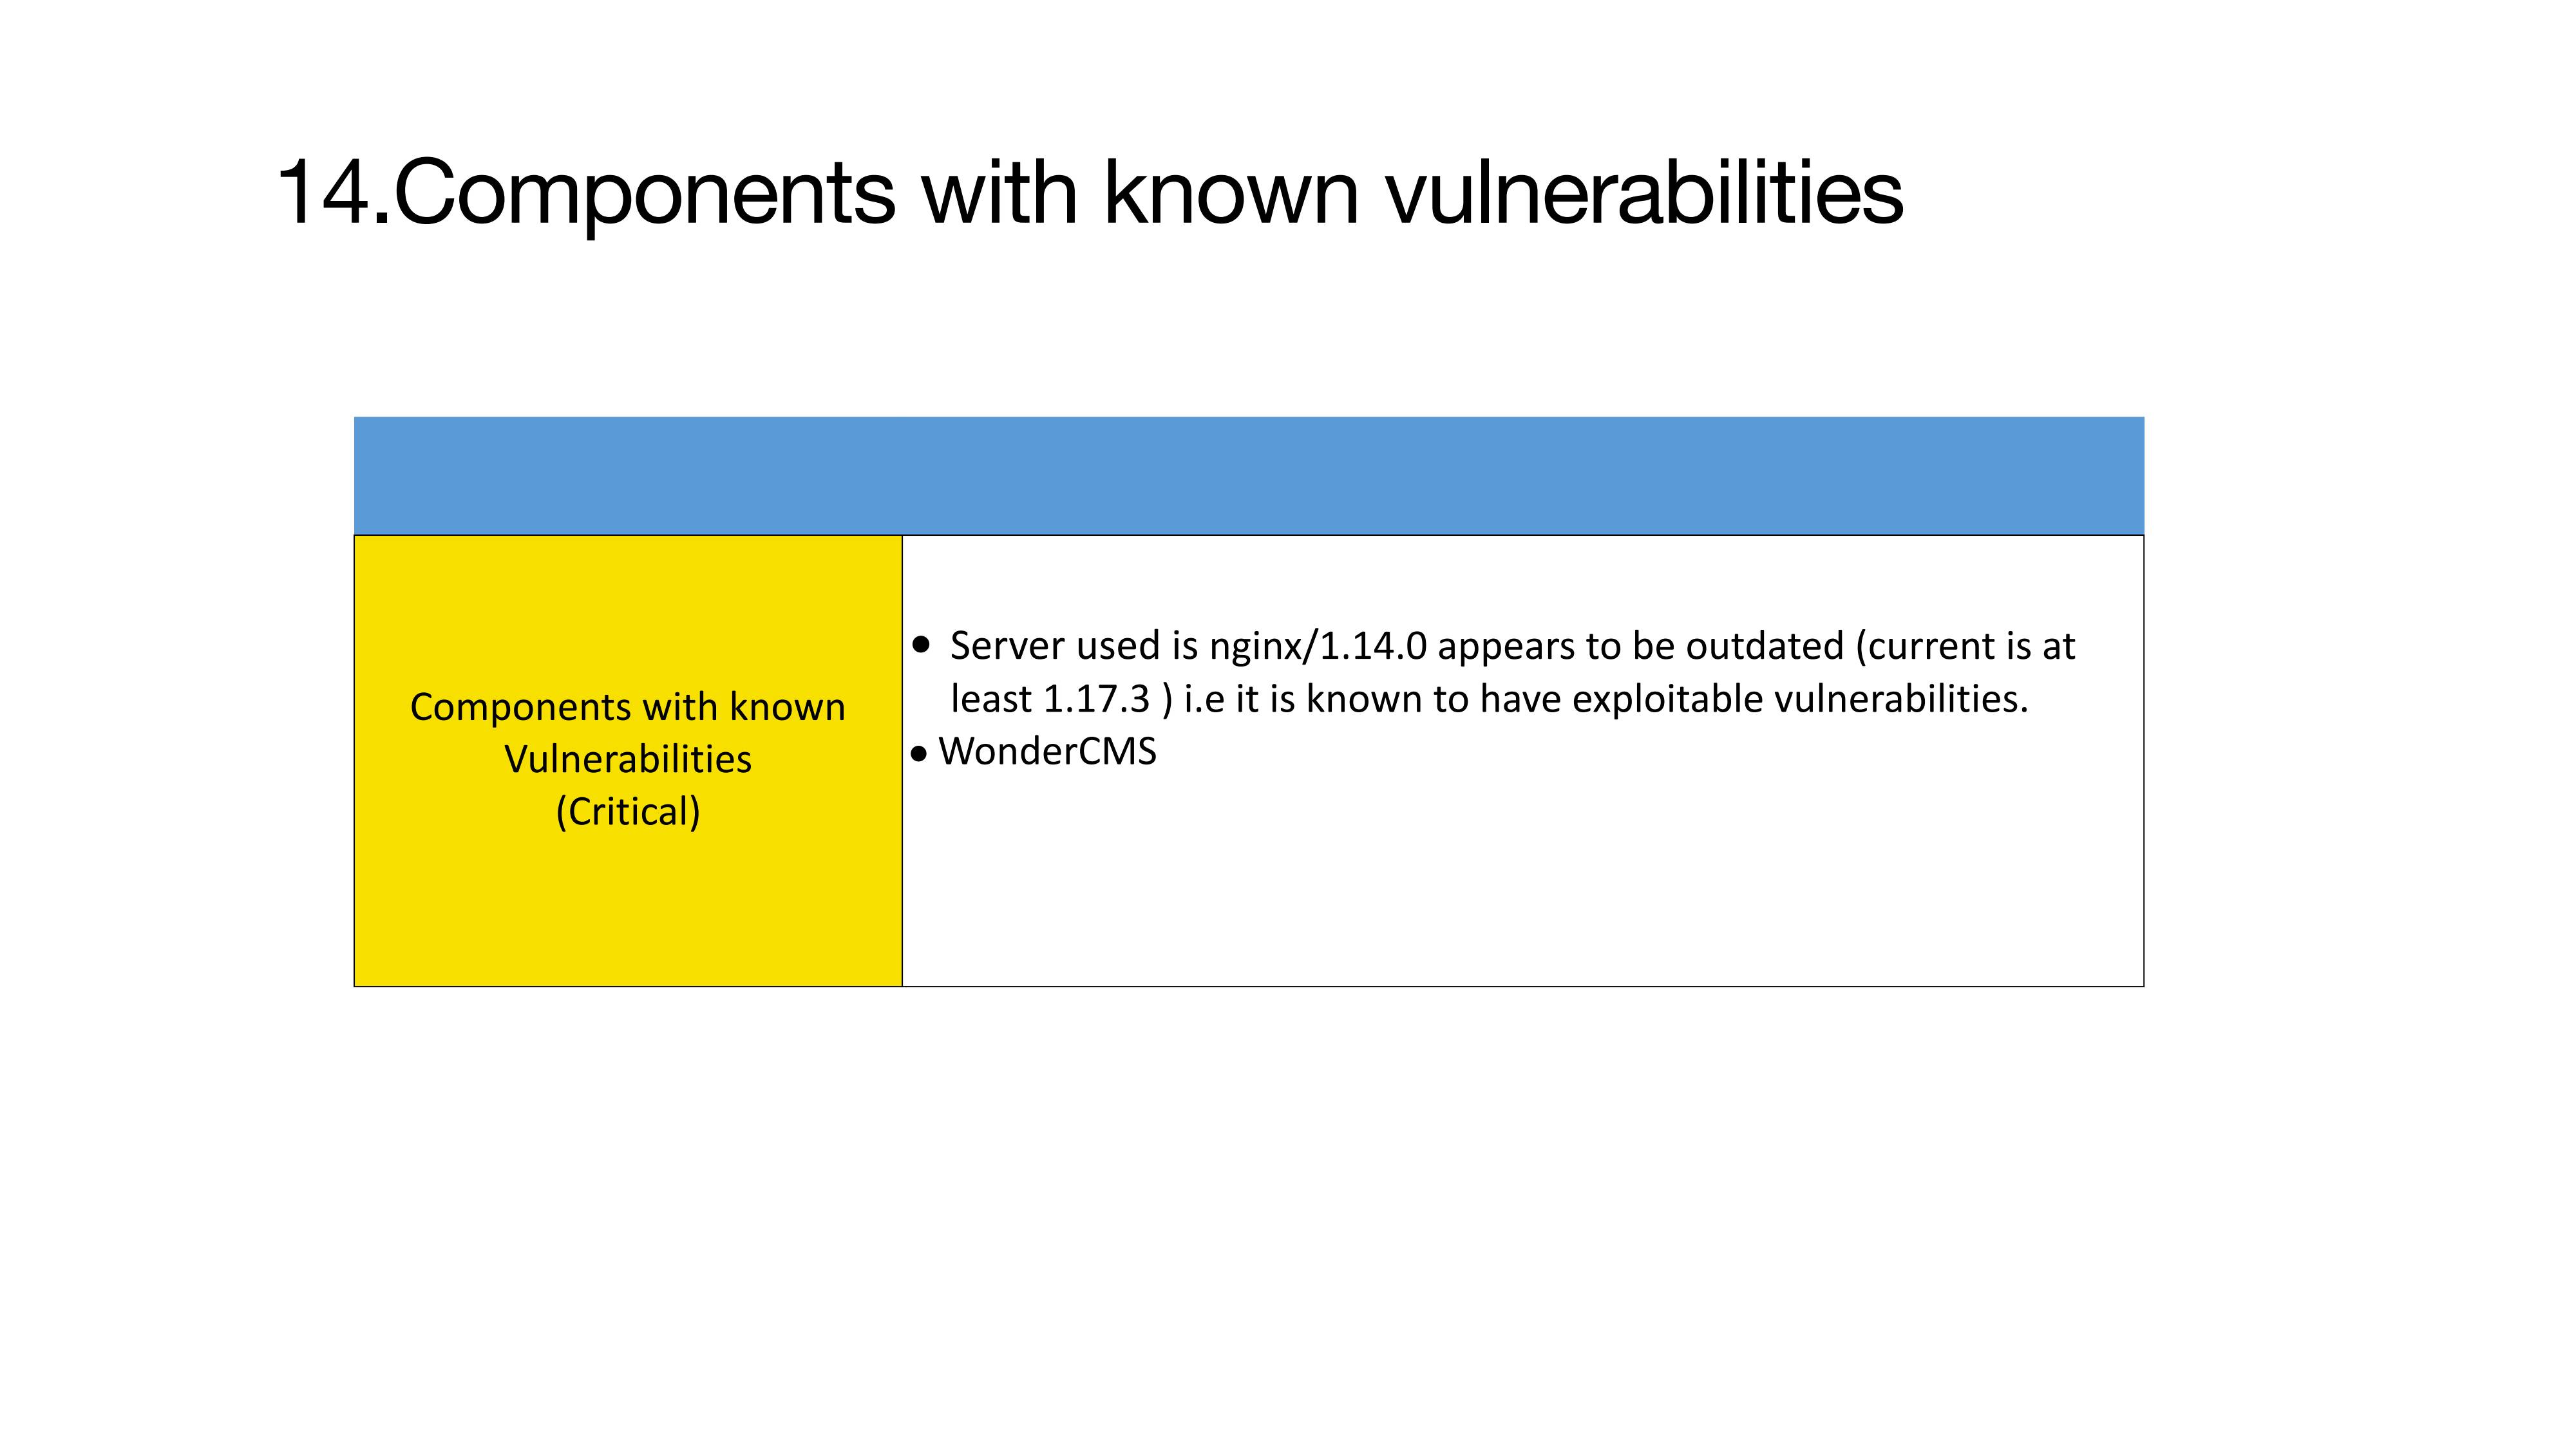 14.Components with known vulnerabilities
Components with known
Vulnerabilities
(Critical)
● Server used is nginx/1.14.0 appears to be outdated (current is at
least 1.17.3 ) i.e it is known to have exploitable vulnerabilities.
● WonderCMS